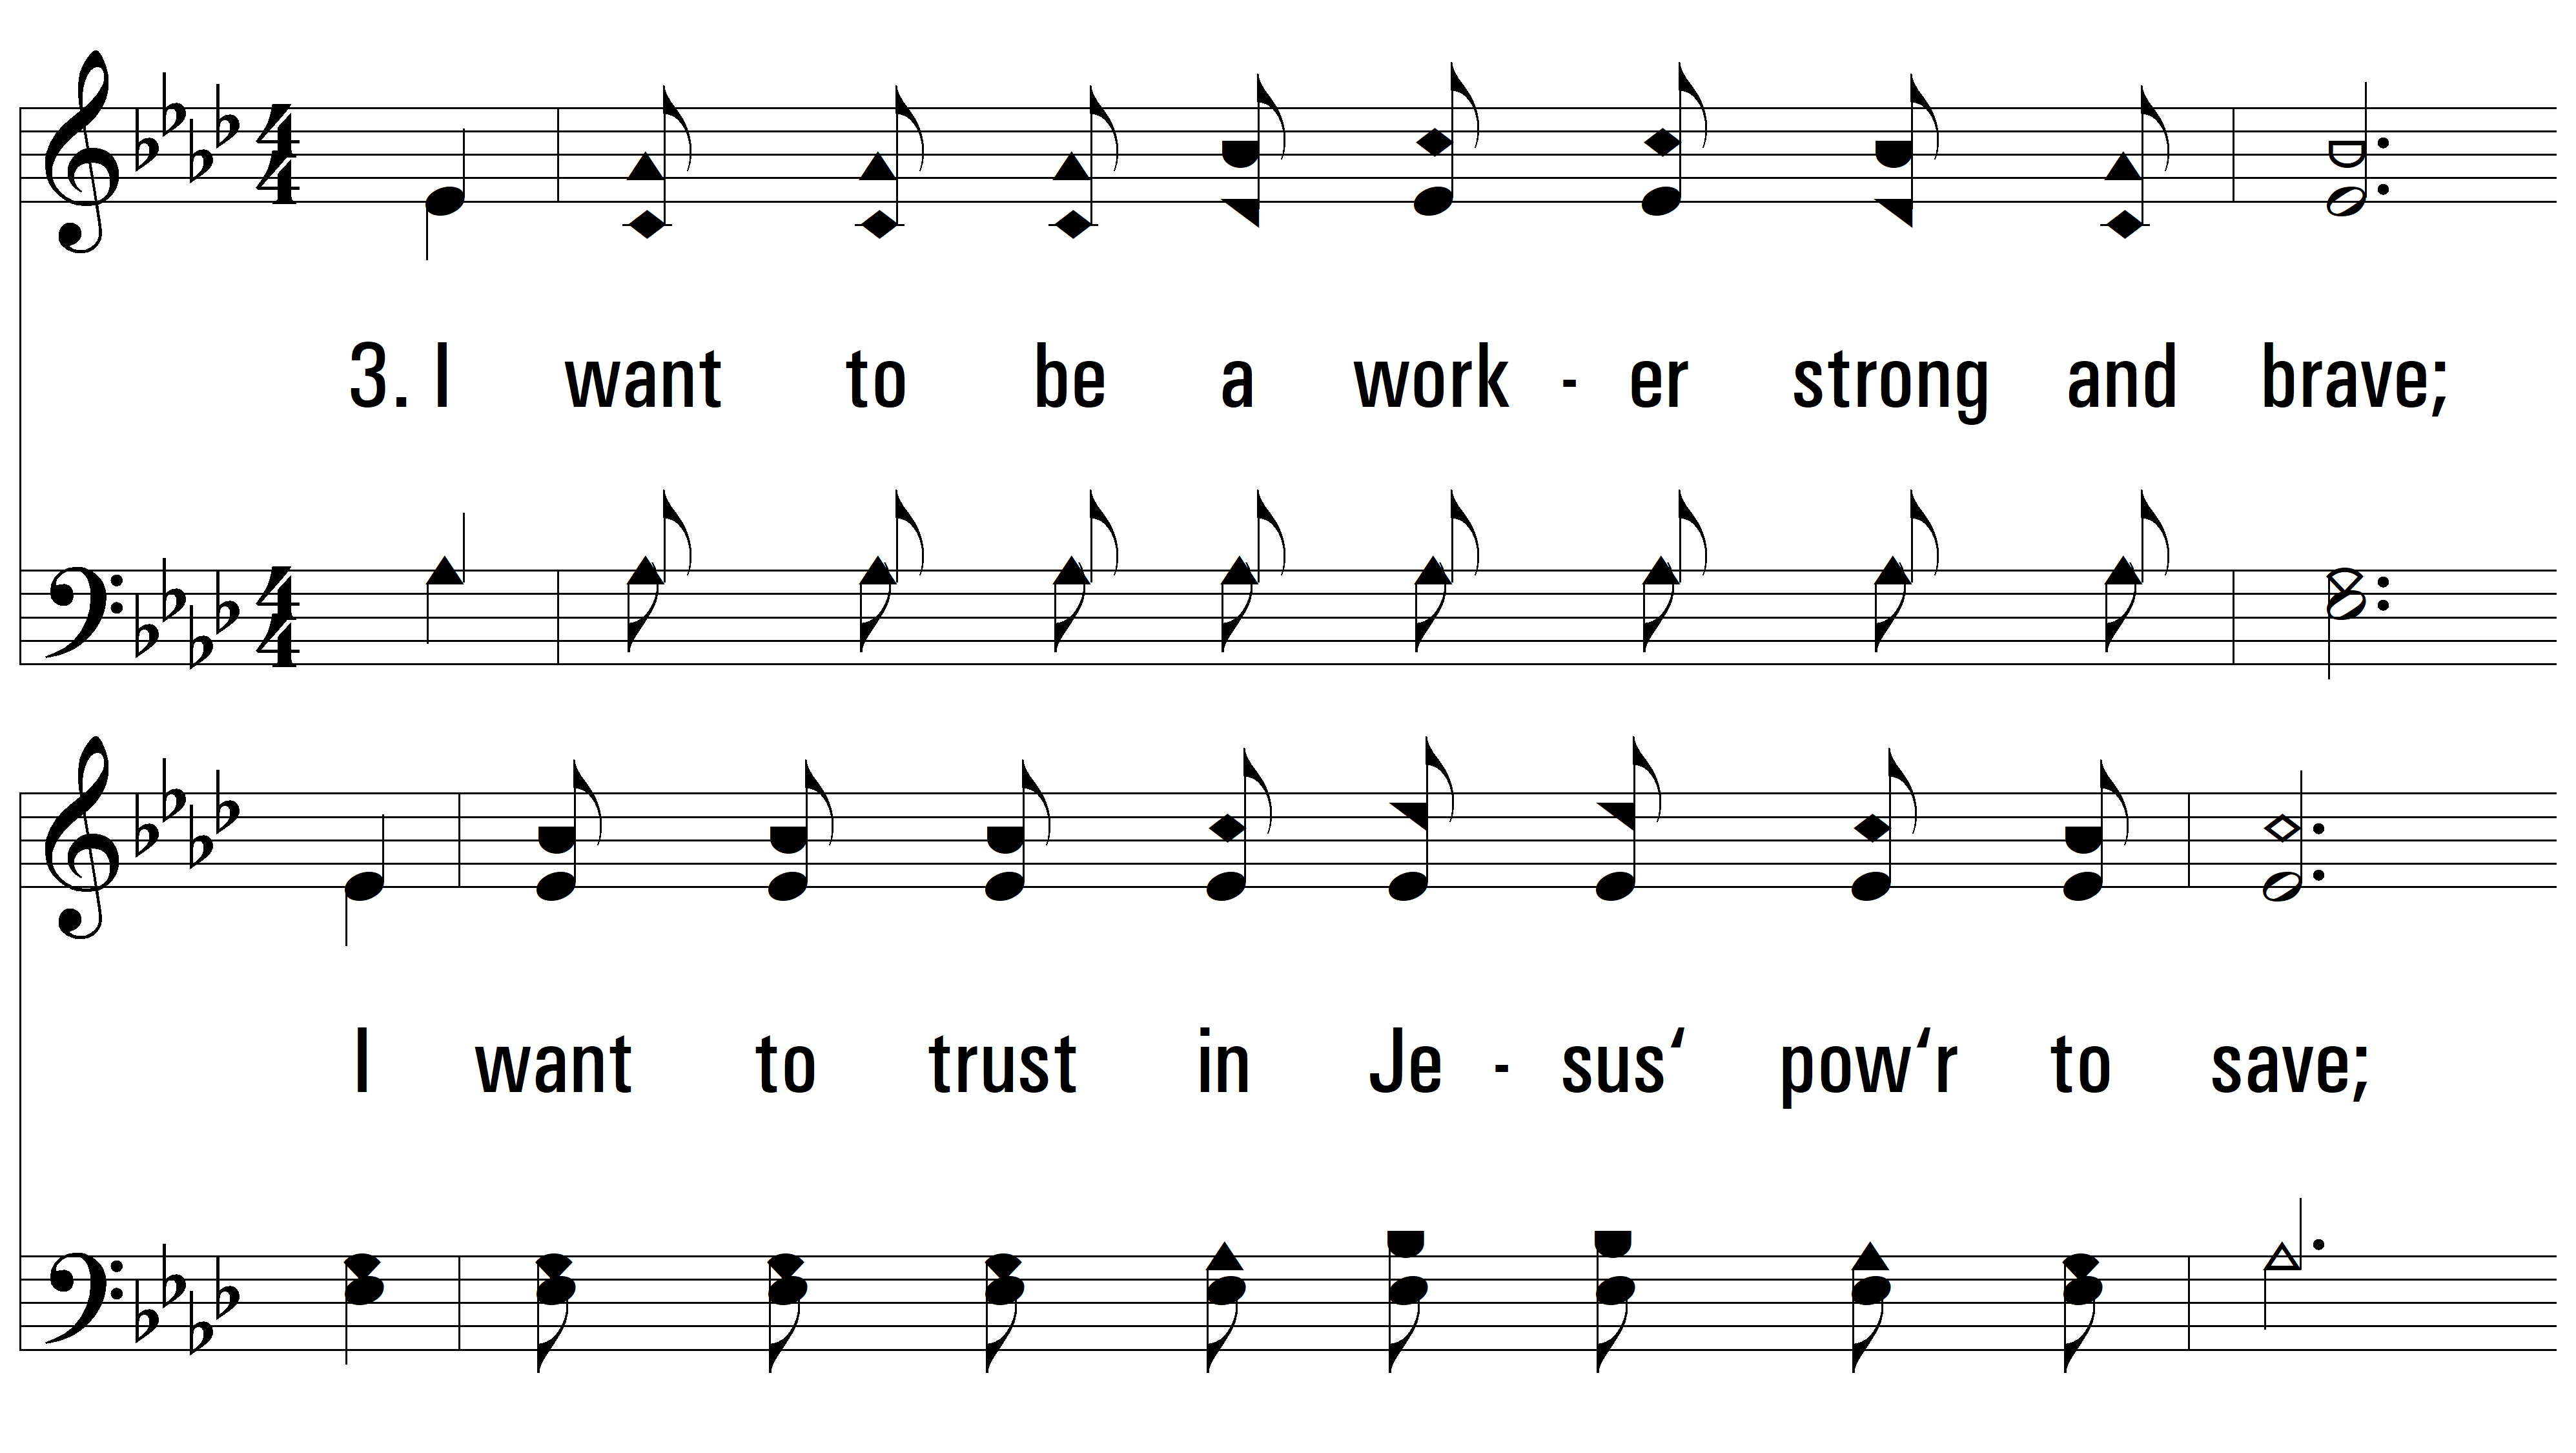 3. I want to be a work - er strong and brave;
I want to trust in Je - sus‘ pow‘r to save;